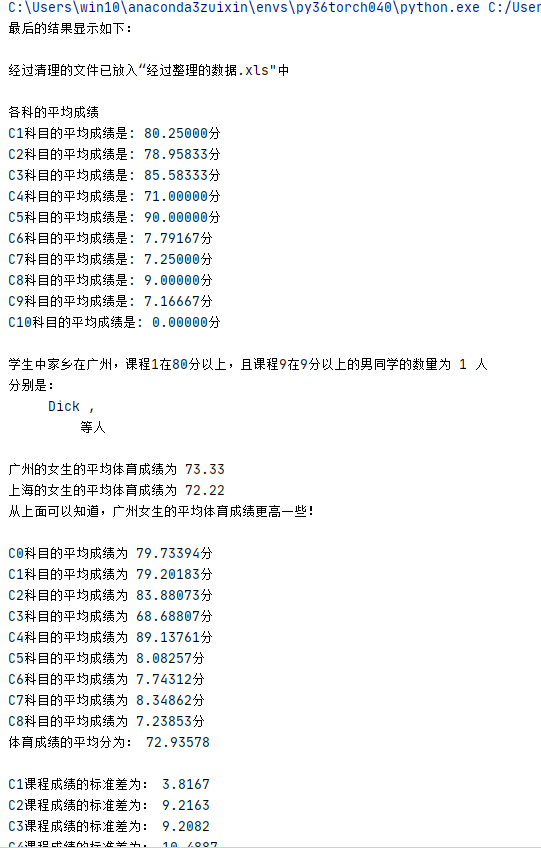 C:\Users\win10\anaconda3zuixin\envs\py36torch040\python.exe C:/User
最后的结果显示如下:
经过清理的文件已放入“经过整理的数据.xls"中
各科的平均成绩
C1科目的平均成绩是: 80.25000分
C2科目的平均成绩是: 78.95833分
C3科目的平均成绩是: 85.58333分
C4科目的平均成绩是: 71.00000分
C5科目的平均成绩是: 90.00000分
C6科目的平均成绩是: 7.79167分
C7科目的平均成绩是: 7.25000分
C8科目的平均成绩是: 9.00000分
C9科目的平均成绩是: 7.16667分
C10科目的平均成绩是: 0.00000分
学生中家乡在广州，课程1在80分以上，且课程9在9分以上的男同学的数量为 1 人
分别是:
Dick ,
等人
广州的女生的平均体育成绩为 73.33
上海的女生的平均体育成绩为 72.22
从上面可以知道，广州女生的平均体育成绩更高一些!
C0科目的平均成绩为 79.73394分
C1科目的平均成绩为 79.20183分
C2科目的平均成绩为 83.88073分
C3科目的平均成绩为 68.68807分
C4科目的平均成绩为 89.13761分
C5科目的平均成绩为 8.08257分
C6科目的平均成绩为 7.74312分
C7科目的平均成绩为 8.34862分
C8科目的平均成绩为 7.23853分
体育成绩的平均分为: 72.93578
C1课程成绩的标准差为: 3.8167
C2课程成绩的标准差为: 9.2163
C3课程成绩的标准差为: 9.2082
C4课程成绩的标准差为: 10.4887